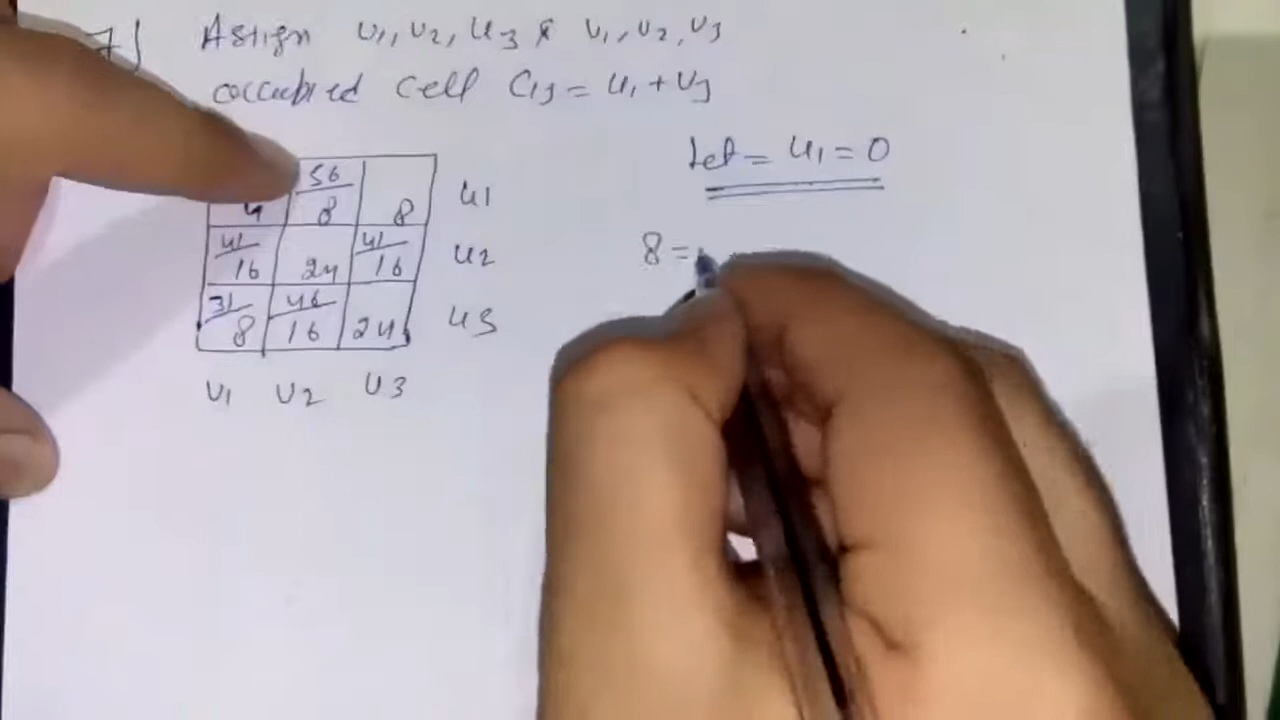 7) Assign u1, u2, u3 & v1, v2, v3
occupied cell Cij = ui + vj
Let = u1 = 0
56
4 8 8 u1
41 41
16 24 16 u2
31 46
8 16 24 u3
v1 v2 v3
8 =